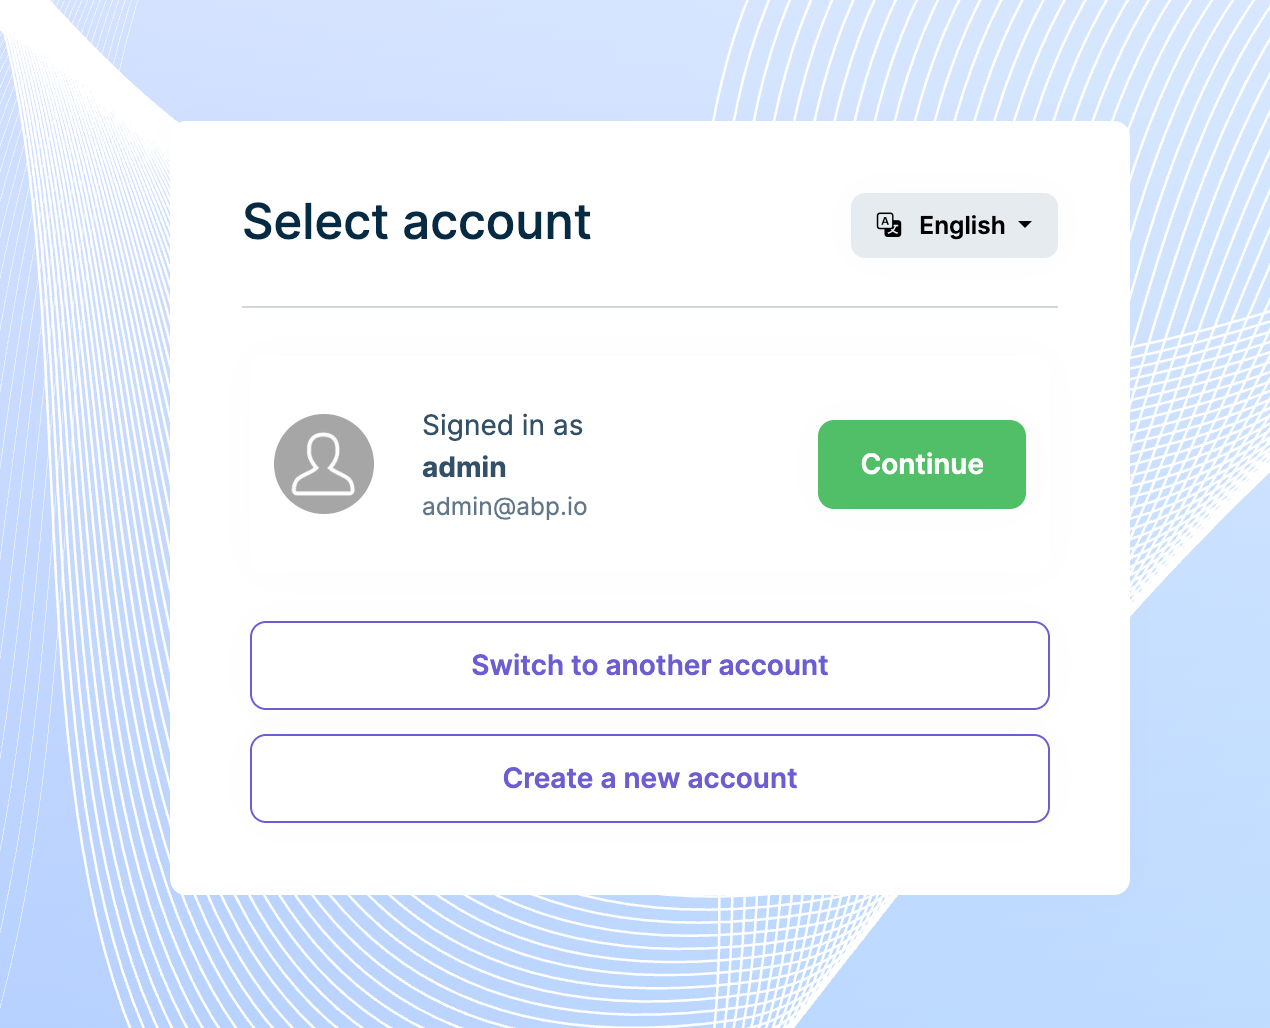 Select account
English
Signed in as
admin
admin@abp.io
Continue
Switch to another account
Create a new account